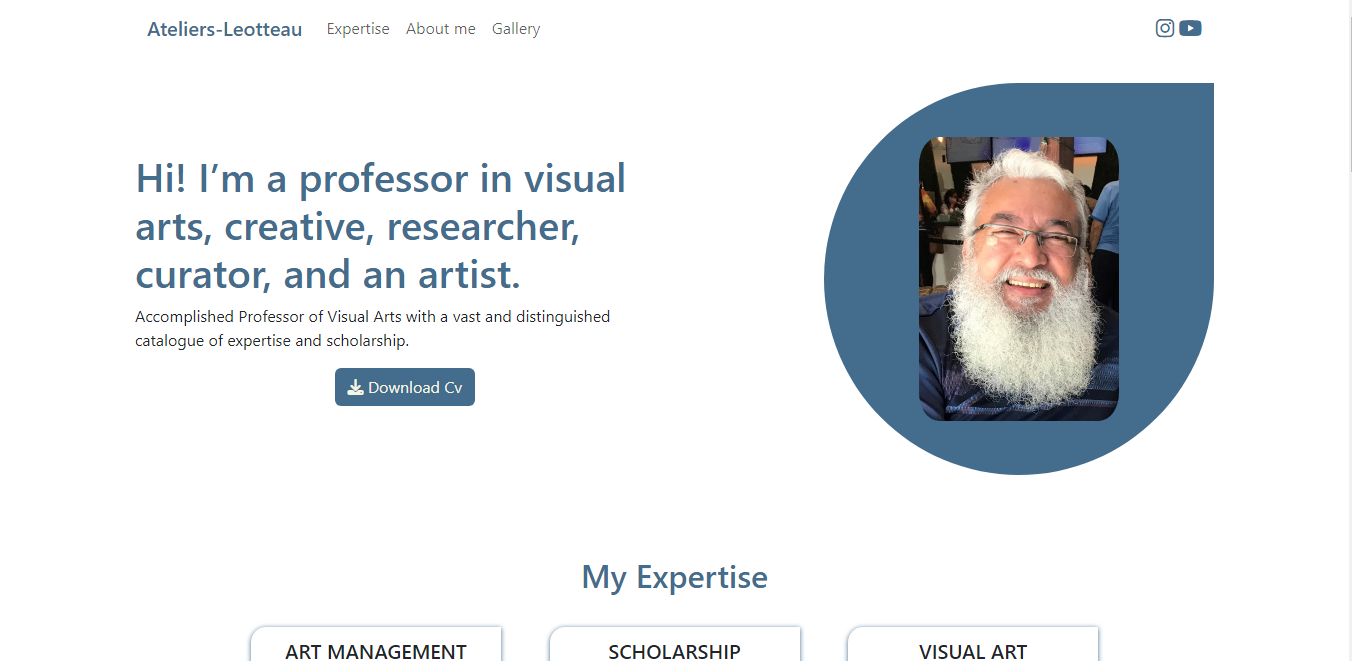 Ateliers-Leotteau Expertise About me Gallery
Hi! I’m a professor in visual
arts, creative, researcher,
curator, and an artist.
Accomplished Professor of Visual Arts with a vast and distinguished
catalogue of expertise and scholarship.
Download Cv
My Expertise
ART MANAGEMENT SCHOLARSHIP VISUAL ART